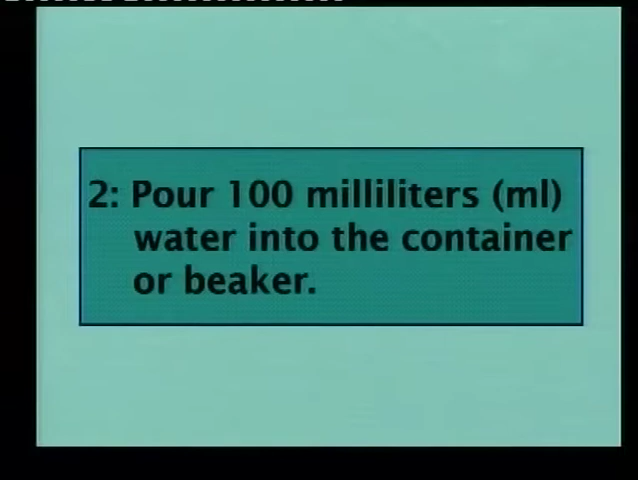 2: Pour 100 milliliters (ml)
water into the container
or beaker.